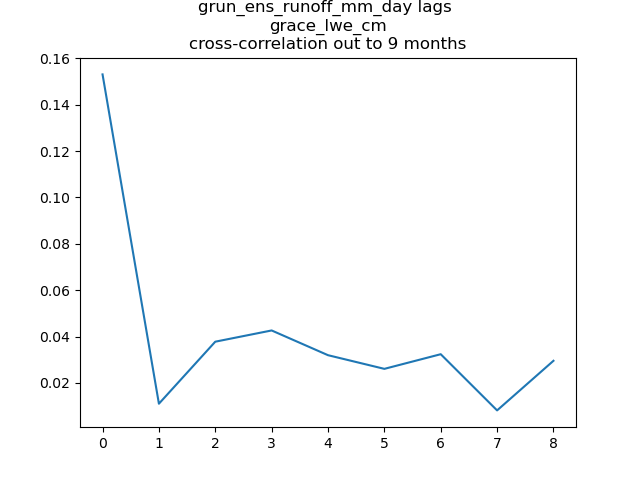 grun_ens_runoff_mm_day lags
grace_lwe_cm
cross-correlation out to 9 months
0.16
0.14
0.12
0.10
0.08
0.06
0.04
0.02
0 1 2 3 4 5 6 7 8